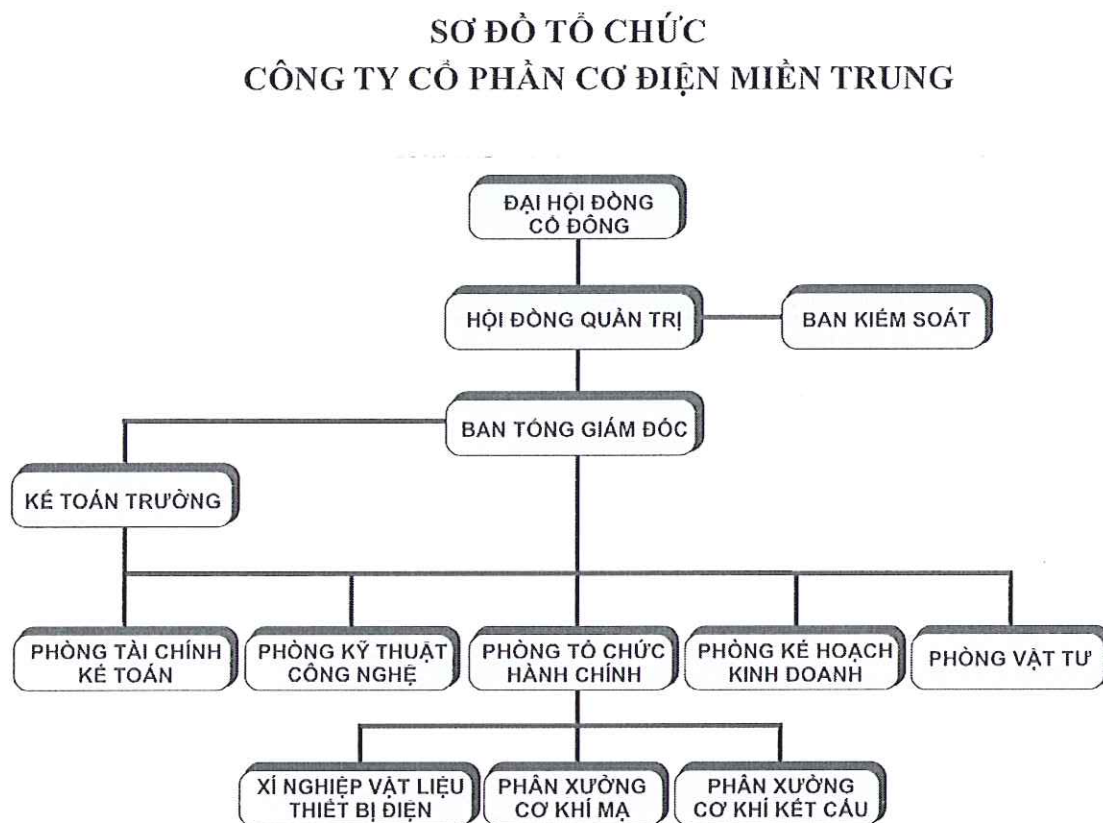 SƠ ĐỒ TỔ CHỨC
CÔNG TY CỔ PHẦN CƠ ĐIỆN MIỀN TRUNG
ĐẠI HỘI ĐỒNG
CỔ ĐÔNG
HỘI ĐỒNG QUẢN TRỊ
BAN KIỂM SOÁT
BAN TỔNG GIÁM ĐỐC
KẾ TOÁN TRƯỞNG
PHÒNG TÀI CHÍNH
KẾ TOÁN
PHÒNG KỸ THUẬT
CÔNG NGHỆ
PHÒNG TỔ CHỨC
HÀNH CHÍNH
PHÒNG KẾ HOẠCH
KINH DOANH
PHÒNG VẬT TƯ
XÍ NGHIỆP VẬT LIỆU
THIẾT BỊ ĐIỆN
PHÂN XƯỞNG
CƠ KHÍ MẠ
PHÂN XƯỞNG
CƠ KHÍ KẾT CẤU